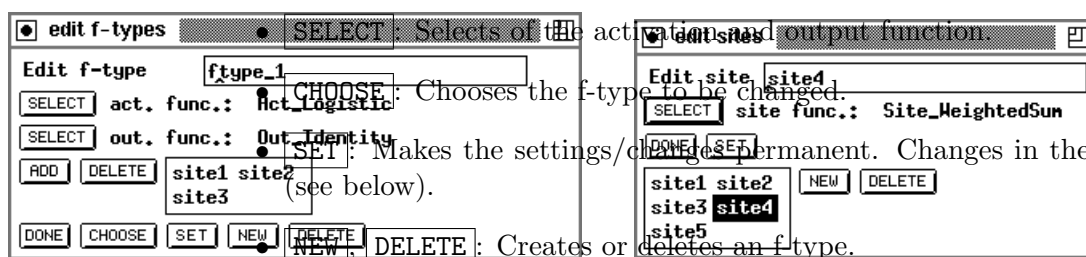 edit f-types
Edit f-type ftype_1
SELECT act. func.: Act_Logistic
SELECT out. func.: Out_Identity
ADD DELETE site1 site2
site3
DONE CHOOSE SET NEW DELETE
• SELECT : Selects of the activation and output function.
• CHOOSE : Chooses the f-type to be changed.
• SET : Makes the settings/changes permanent. Changes in the
(see below).
• NEW , DELETE : Creates or deletes an f-type.
edit sites
Edit site site4
SELECT site func.: Site_WeightedSum
DONE SET
site1 site2 NEW DELETE
site3 site4
site5